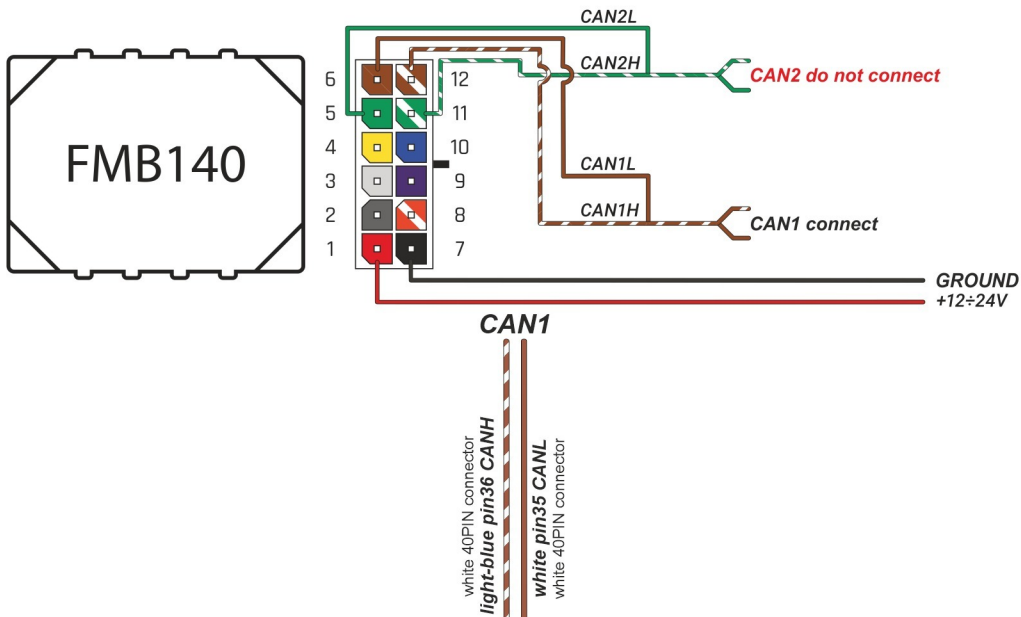 CAN2L
CAN2H
CAN2 do not connect
FMB140
6 12
5 11
4 10
3 9
2 8
1 7
CAN1L
CAN1H
CAN1 connect
GROUND
+12÷24V
CAN1
white 40PIN connector
light-blue pin36 CANH
white pin35 CANL
white 40PIN connector